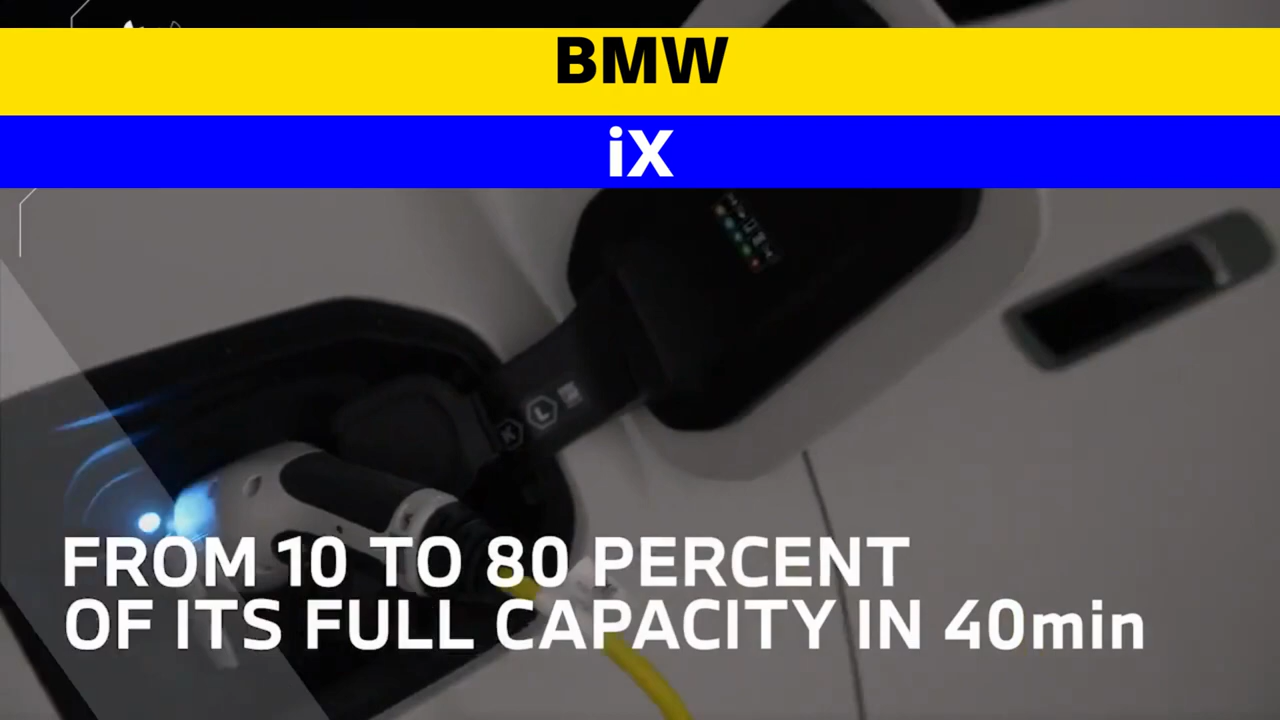 BMW
iX
K
L
FROM 10 TO 80 PERCENT
OF ITS FULL CAPACITY IN 40min